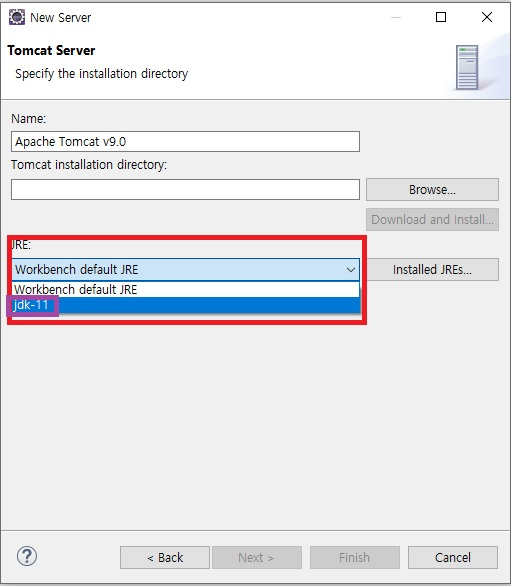 New Server
Tomcat Server
Specify the installation directory
Name:
Apache Tomcat v9.0
Tomcat installation directory:
Browse...
Download and Install...
JRE:
Workbench default JRE
Installed JREs...
Workbench default JRE
jdk-11
?
< Back
Next >
Finish
Cancel